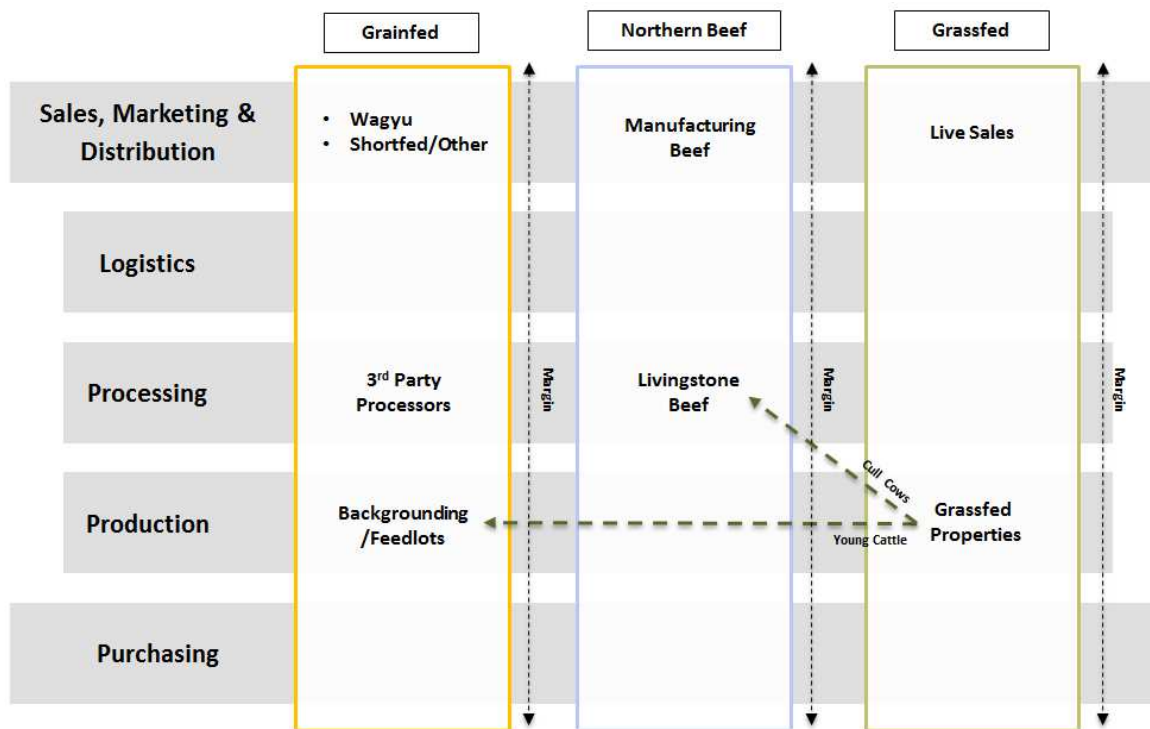 Grainfed
Northern Beef
Grassfed
Sales, Marketing &
Distribution
• Wagyu
• Shortfed/Other
Manufacturing
Beef
Live Sales
Logistics
Processing
3rd Party
Processors
Margin
Livingstone
Beef
Margin
Margin
Cull Cows
Production
Backgrounding
/Feedlots
Young Cattle
Grassfed
Properties
Purchasing